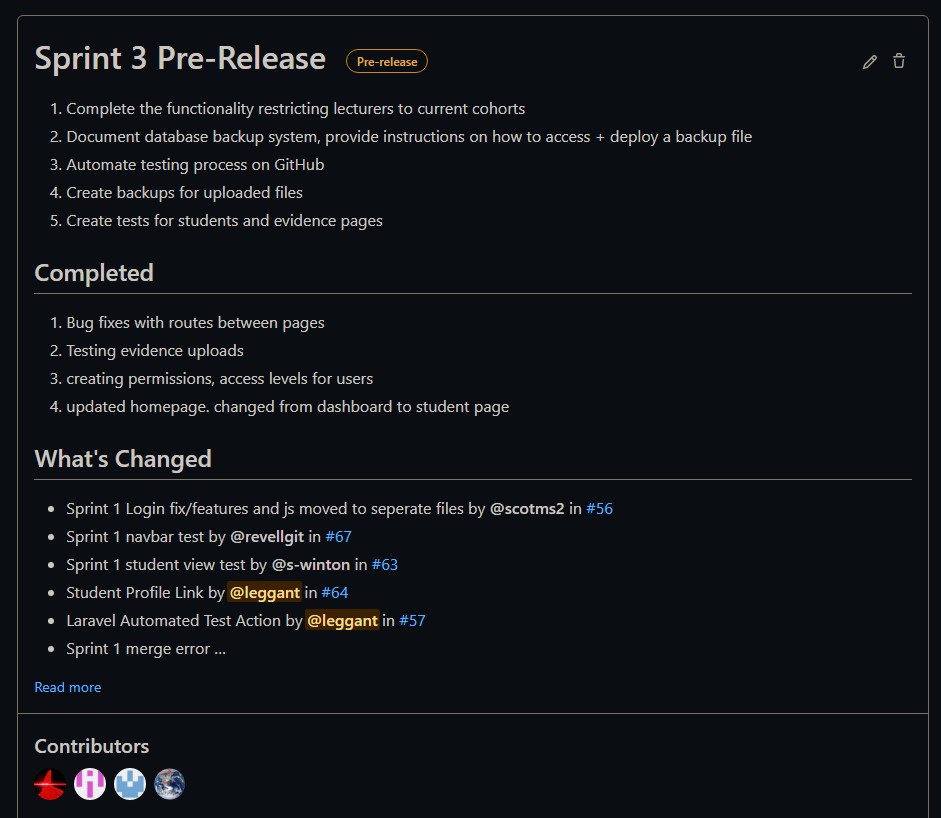 Sprint 3 Pre-Release Pre-release
1. Complete the functionality restricting lecturers to current cohorts
2. Document database backup system, provide instructions on how to access + deploy a backup file
3. Automate testing process on GitHub
4. Create backups for uploaded files
5. Create tests for students and evidence pages
Completed
1. Bug fixes with routes between pages
2. Testing evidence uploads
3. creating permissions, access levels for users
4. updated homepage. changed from dashboard to student page
What's Changed
• Sprint 1 Login fix/features and js moved to seperate files by @scotms2 in #56
• Sprint 1 navbar test by @revellgit in #67
• Sprint 1 student view test by @s-winton in #63
• Student Profile Link by @leggant in #64
• Laravel Automated Test Action by @leggant in #57
• Sprint 1 merge error ...
Read more
Contributors